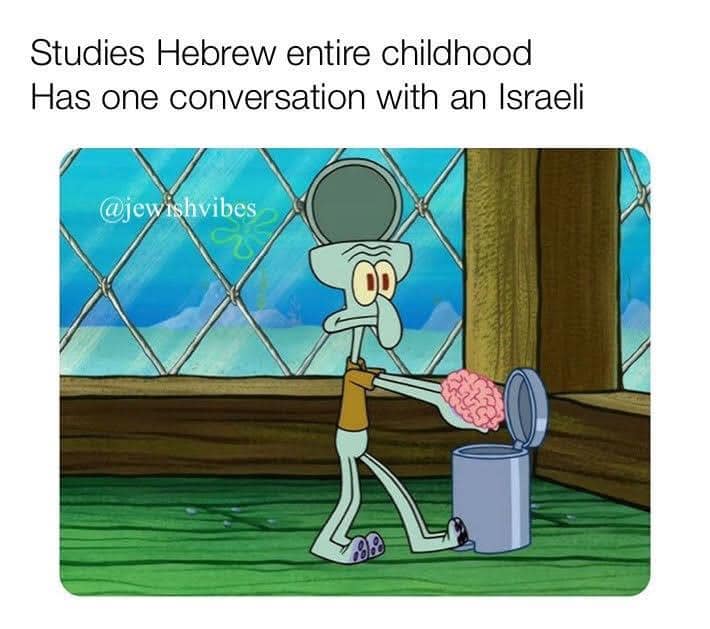 Studies Hebrew entire childhood
Has one conversation with an Israeli
@jewishvibes